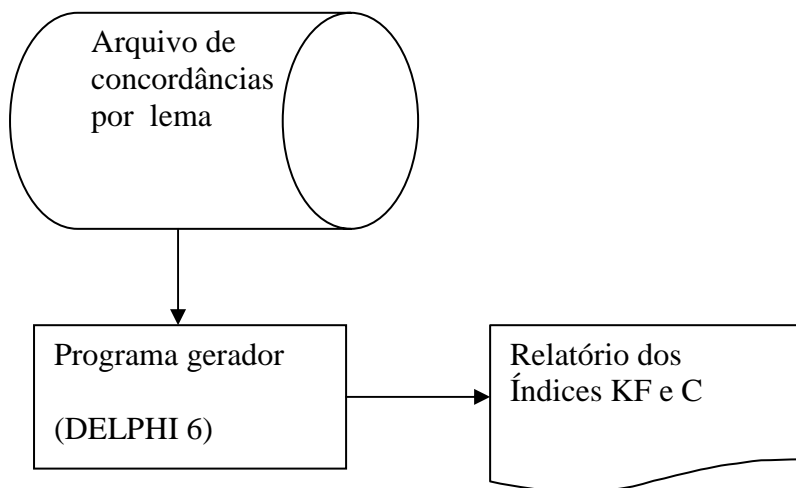 Arquivo de
concordâncias
por lema
Programa gerador
(DELPHI 6)
Relatório dos
Índices KF e C